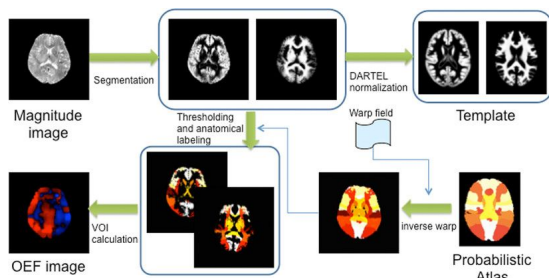 Segmentation
DARTEL
normalization
Magnitude
image
Thresholding
and anatomical
labeling
Warp field
Template
VOI
calculation
inverse warp
OEF image
Probabilistic
Atlas